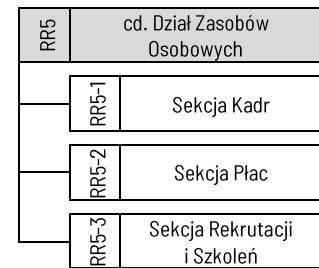 RR5
cd. Dział Zasobów
Osobowych
RR5-1
Sekcja Kadr
RR5-2
Sekcja Płac
RR5-3
Sekcja Rekrutacji
i Szkoleń